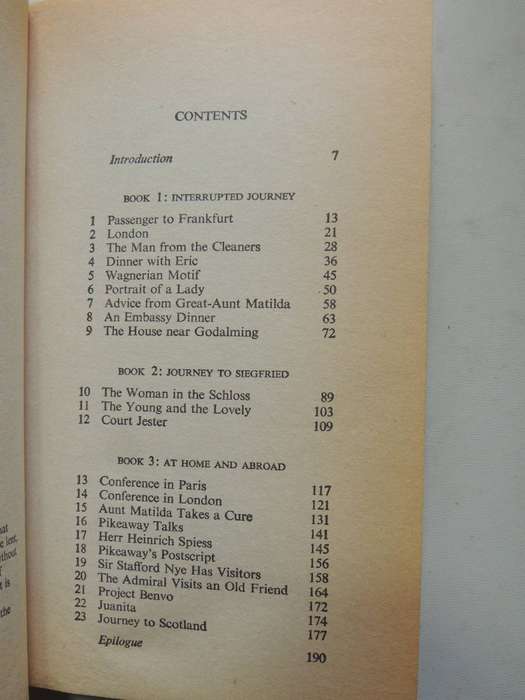 CONTENTS
Introduction 7
BOOK 1: INTERRUPTED JOURNEY
1 Passenger to Frankfurt 13
2 London 21
3 The Man from the Cleaners 28
4 Dinner with Eric 36
5 Wagnerian Motif 45
6 Portrait of a Lady 50
7 Advice from Great-Aunt Matilda 58
8 An Embassy Dinner 63
9 The House near Godalming 72
BOOK 2: JOURNEY TO SIEGFRIED
10 The Woman in the Schloss 89
11 The Young and the Lovely 103
12 Court Jester 109
BOOK 3: AT HOME AND ABROAD
13 Conference in Paris 117
14 Conference in London 121
15 Aunt Matilda Takes a Cure 131
16 Pikeaway Talks 141
17 Herr Heinrich Spiess 145
18 Pikeaway's Postscript 156
19 Sir Stafford Nye Has Visitors 158
20 The Admiral Visits an Old Friend 164
21 Project Benvo 172
22 Juanita 174
23 Journey to Scotland 177
Epilogue 190